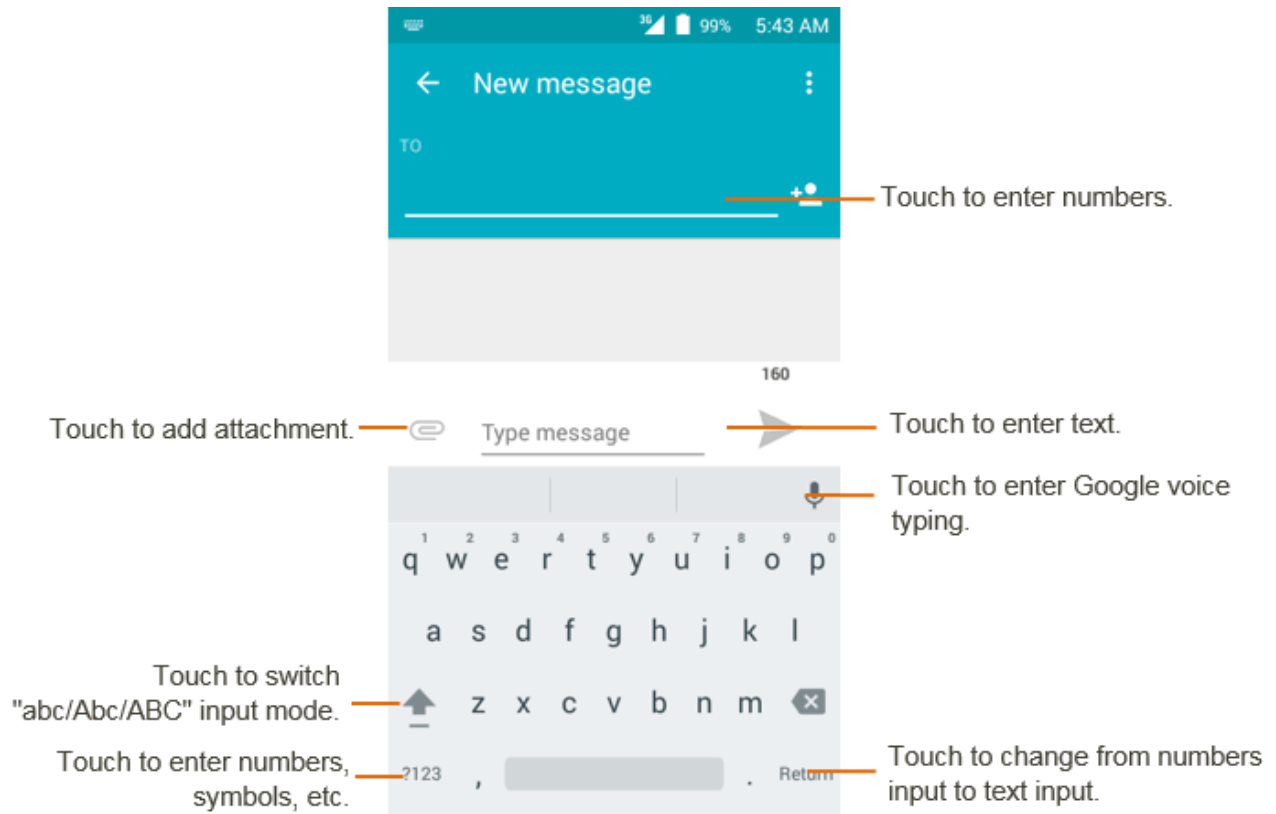 3G 99% 5:43 AM
New message
TO
Touch to enter numbers.
160
Touch to add attachment.
Type message
Touch to enter text.
Touch to enter Google voice
typing.
1 2 3 4 5 6 7 8 9 0
q w e r t y u i o p
a s d f g h j k l
Touch to switch
"abc/Abc/ABC" input mode.
z x c v b n m
Touch to enter numbers,
symbols, etc.
?123 , . Return
Touch to change from numbers
input to text input.